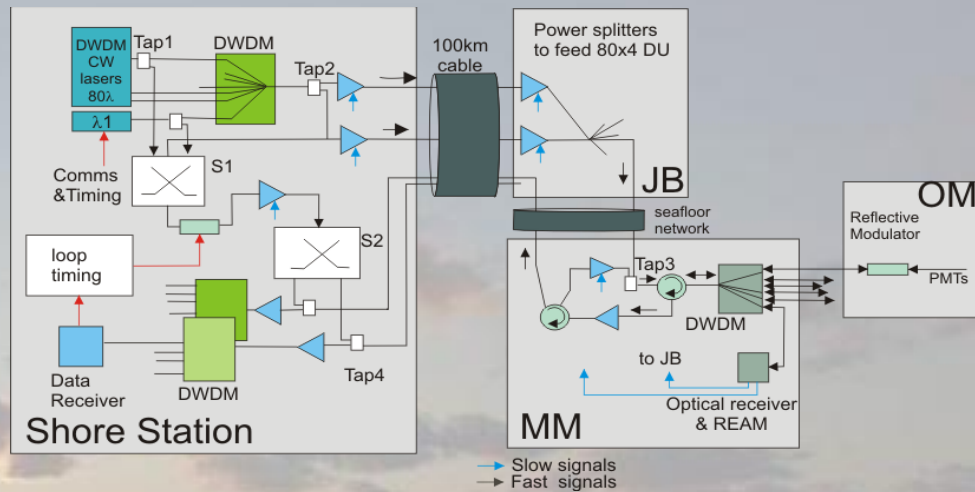 DWDM
CW
lasers
80λ
Tap1
DWDM
Tap2
λ1
Comms
&Timing
S1
S2
loop
timing
Data
Receiver
DWDM
Tap4
Shore Station
100km
cable
Power splitters
to feed 80x4 DU
JB
seafloor
network
Tap3
DWDM
to JB
Optical receiver
& REAM
MM
OM
Reflective
Modulator
PMTs
Slow signals
Fast signals